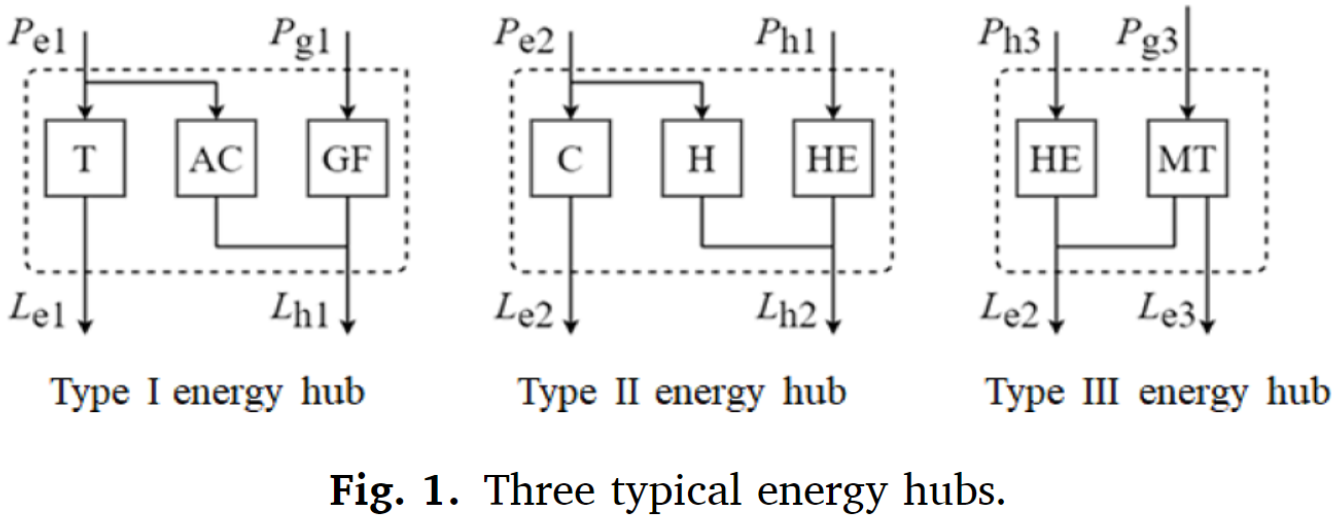 Pe1 Pg1 Pe2 Ph1 Ph3 Pg3
T AC GF C H HE HE MT
Le1 Lh1 Le2 Lh2 Le2 Le3
Type I energy hub Type II energy hub Type III energy hub
Fig. 1. Three typical energy hubs.